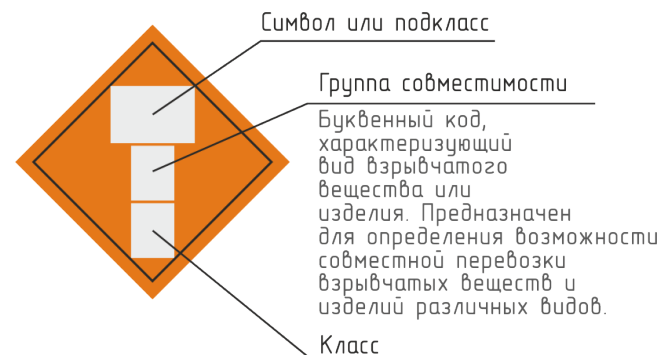 Символ или подкласс
Группа совместимости
Буквенный код,
характеризующий
вид взрывчатого
вещества или
изделия. Предназначен
для определения возможности
совместной перевозки
взрывчатых веществ и
изделий различных видов.
Класс